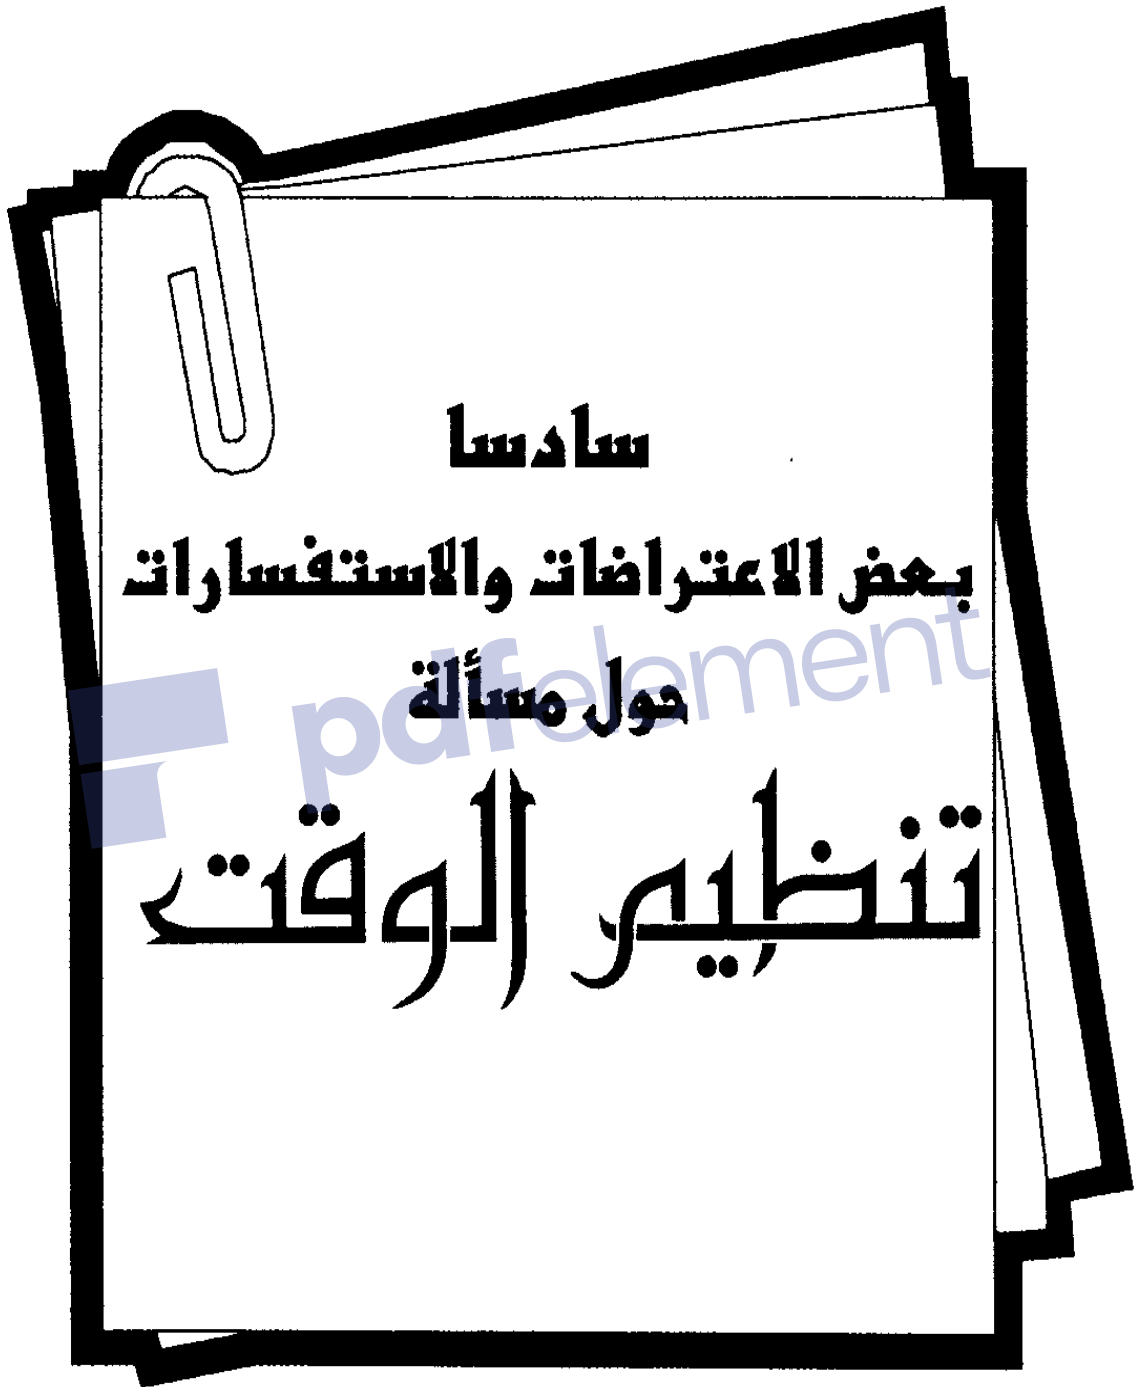 سادسا
بعض الاعتراضات والاستفسارات
حول مسألة
تنظيم الوقت
pdfelement